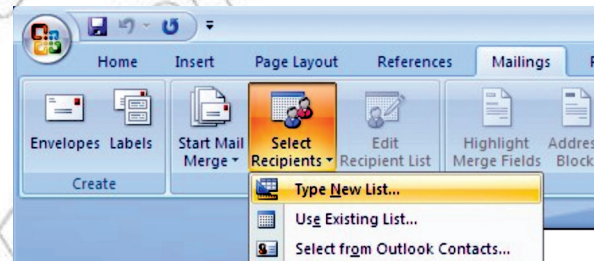 Home Insert Page Layout References Mailings
Envelopes Labels Start Mail Merge Select Recipients Edit Recipient List Highlight Merge Fields
Create
Type New List...
Use Existing List...
Select from Outlook Contacts...